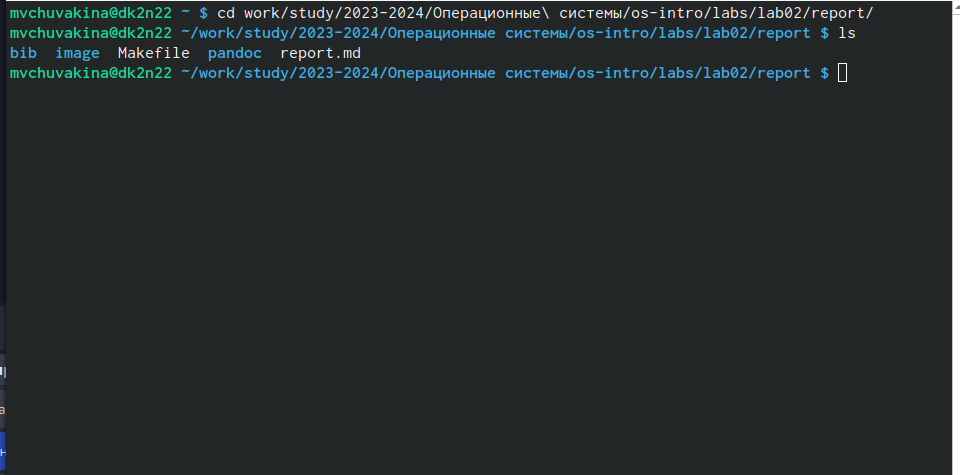 mvchuvakina@dk2n22 ~ $ cd work/study/2023-2024/Операционные\ системы/os-intro/labs/lab02/report/
mvchuvakina@dk2n22 ~/work/study/2023-2024/Операционные системы/os-intro/labs/lab02/report $ ls
bib  image  Makefile  pandoc  report.md
mvchuvakina@dk2n22 ~/work/study/2023-2024/Операционные системы/os-intro/labs/lab02/report $